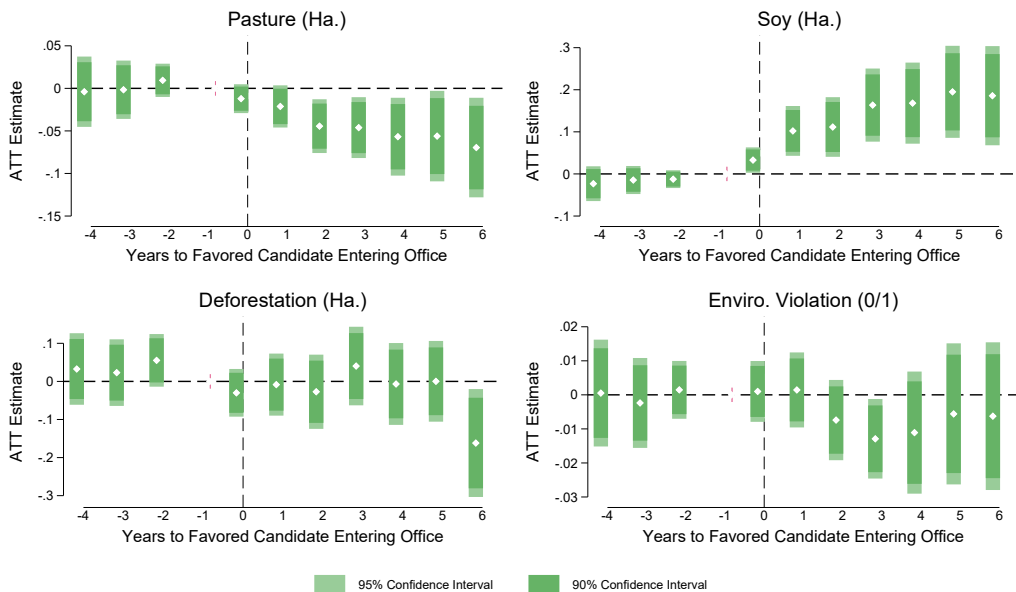 Pasture (Ha.)
ATT Estimate
.05
0
-.05
-.1
-.15
-4 -3 -2 -1 0 1 2 3 4 5 6
Years to Favored Candidate Entering Office
Soy (Ha.)
ATT Estimate
.3
.2
.1
0
-.1
-4 -3 -2 -1 0 1 2 3 4 5 6
Years to Favored Candidate Entering Office
Deforestation (Ha.)
ATT Estimate
.1
0
-.1
-.2
-.3
-4 -3 -2 -1 0 1 2 3 4 5 6
Years to Favored Candidate Entering Office
Enviro. Violation (0/1)
ATT Estimate
.02
.01
0
-.01
-.02
-.03
-4 -3 -2 -1 0 1 2 3 4 5 6
Years to Favored Candidate Entering Office
95% Confidence Interval 90% Confidence Interval